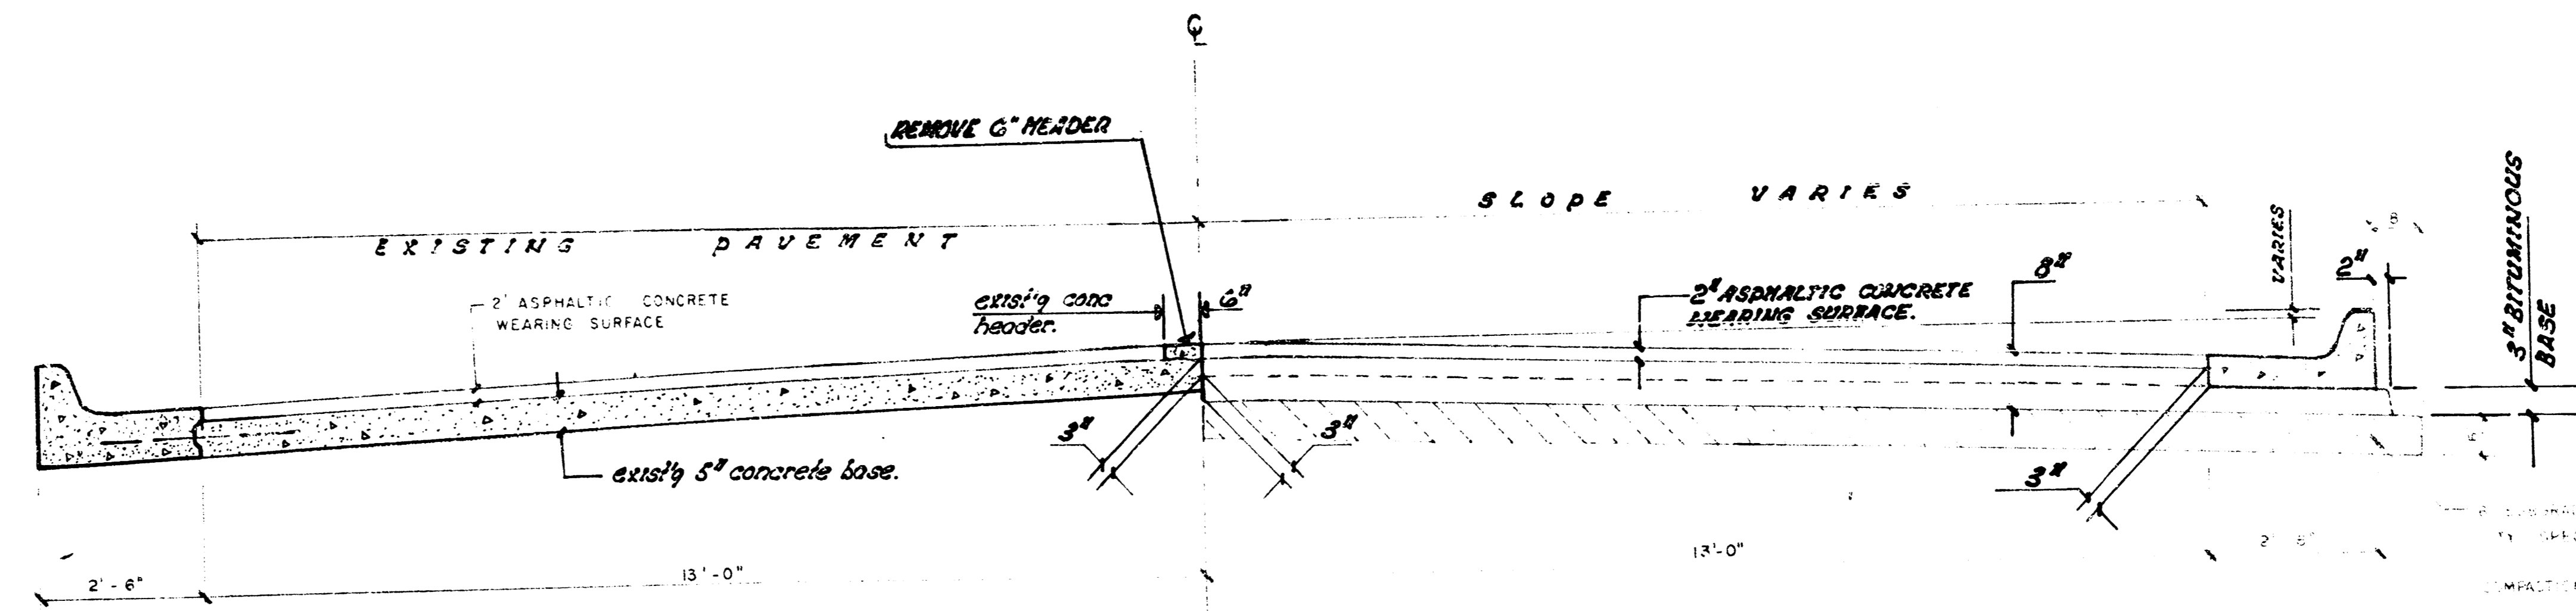 ℄
REMOVE 6" HEADER
SLOPE VARIES
EXISTING PAVEMENT
VARIES
8
2"
3" BITUMINOUS
BASE
2' ASPHALTIC CONCRETE
WEARING SURFACE
exist'g conc
header.
6"
2" ASPHALTIC CONCRETE
WEARING SURFACE.
8"
3"
3"
exist'g 5" concrete base.
3"
6
2'-6"
13'-0"
13'-0"